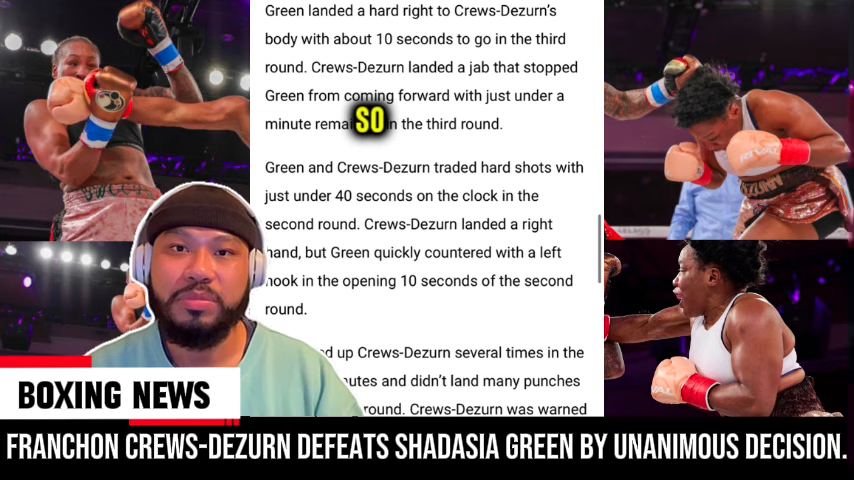 Green landed a hard right to Crews-Dezurn's
body with about 10 seconds to go in the third
round. Crews-Dezurn landed a jab that stopped
Green from coming forward with just under a
minute in the third round.
SO
Green and Crews-Dezurn traded hard shots with
just under 40 seconds on the clock in the
second round. Crews-Dezurn landed a right
hand, but Green quickly countered with a left
hook in the opening 10 seconds of the second
round.
up Crews-Dezurn several times in the
and didn't land many punches
round. Crews-Dezurn was warned
BOXING NEWS
FRANCHON CREWS-DEZURN DEFEATS SHADASIA GREEN BY UNANIMOUS DECISION.